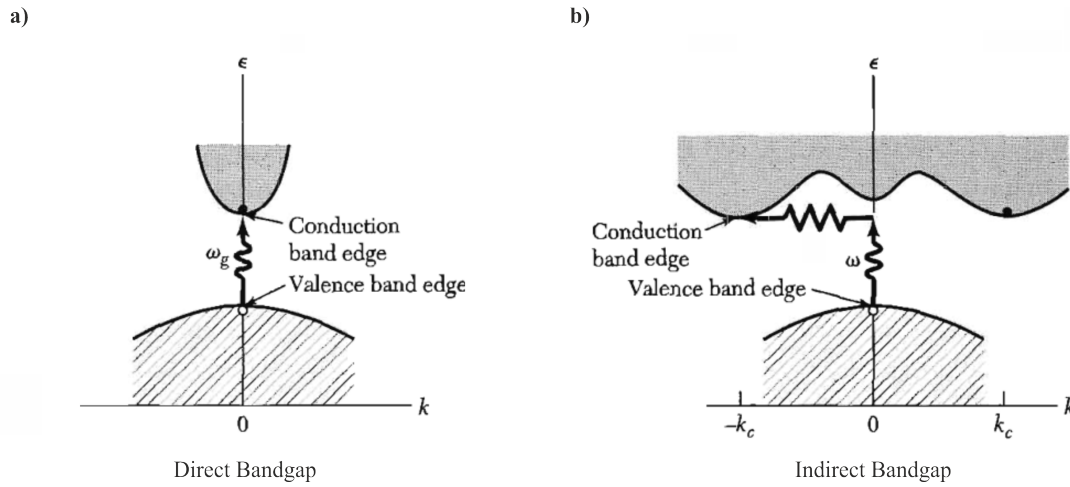 a)
ϵ
Conduction
band edge
ω_g
Valence band edge
0
k
Direct Bandgap
b)
ϵ
Conduction
band edge
ω
Valence band edge
–k_c
0
k_c
k
Indirect Bandgap